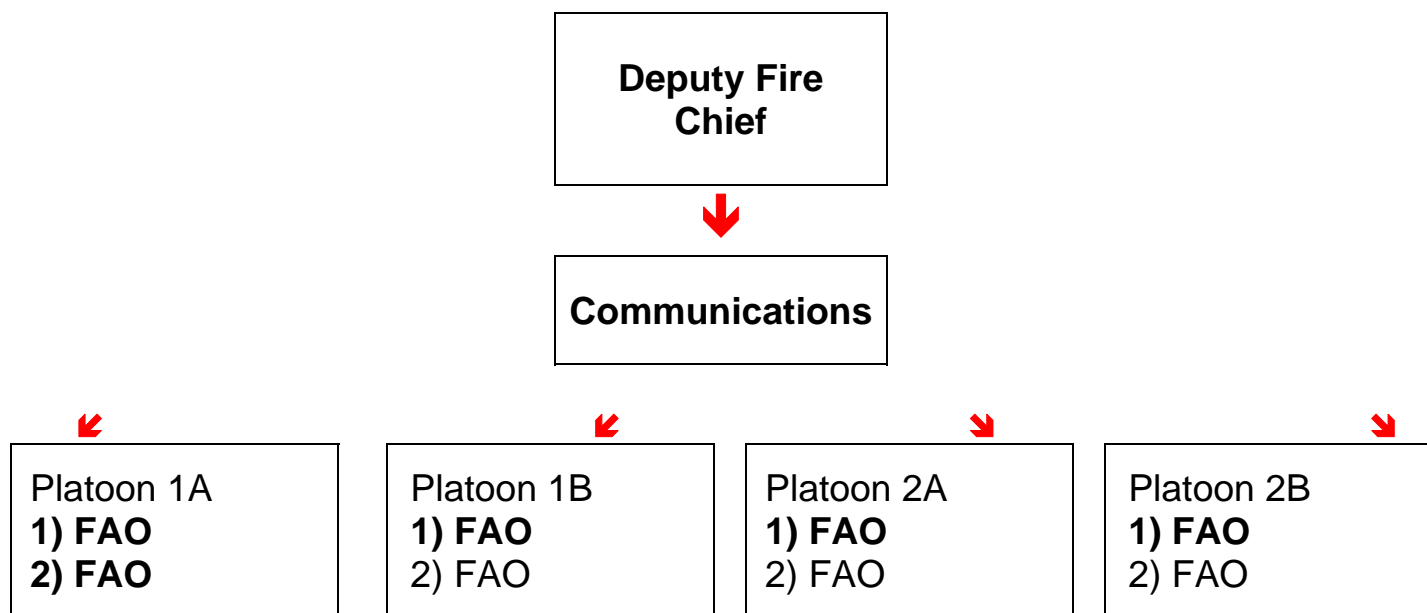 Deputy Fire
Chief
Communications
Platoon 1A
1) FAO
2) FAO
Platoon 1B
1) FAO
2) FAO
Platoon 2A
1) FAO
2) FAO
Platoon 2B
1) FAO
2) FAO